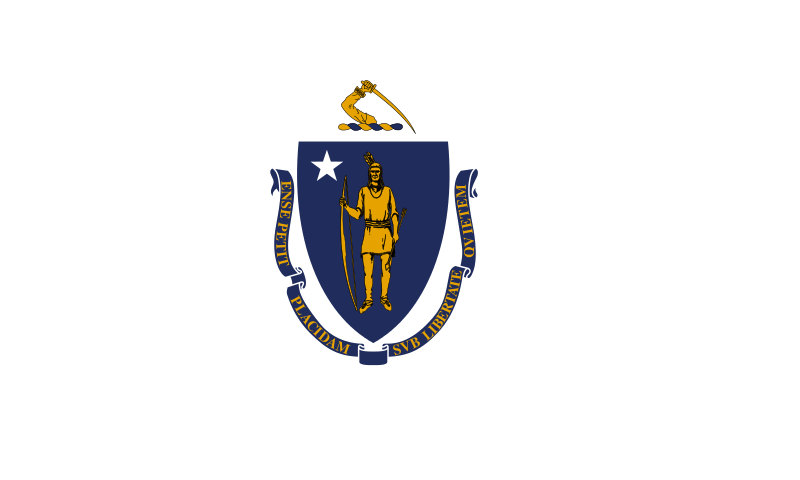 ENSE PETIT
PLACIDAM
SVB LIBERTATE
QVIETEM